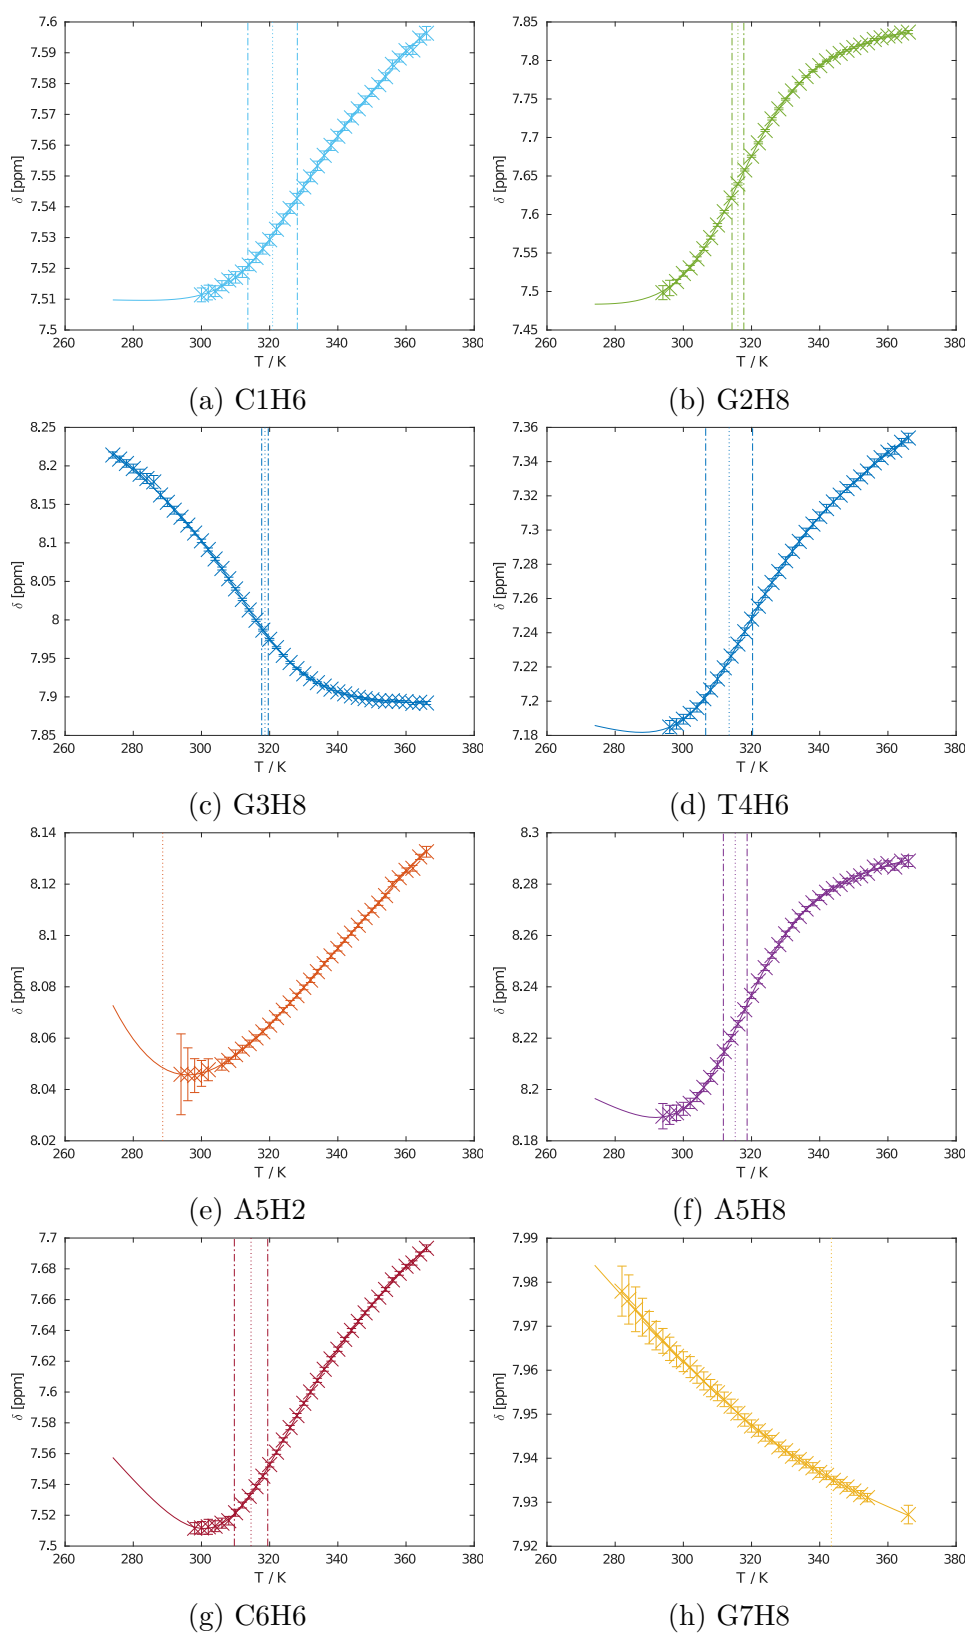 7.6
7.59
7.58
7.57
7.56
7.55
7.54
7.53
7.52
7.51
7.5
δ [ppm]
260 280 300 320 340 360 380
T / K
(a) C1H6
7.85
7.8
7.75
7.7
7.65
7.6
7.55
7.5
7.45
δ [ppm]
260 280 300 320 340 360 380
T / K
(b) G2H8
8.25
8.2
8.15
8.1
8.05
8
7.95
7.9
7.85
δ [ppm]
260 280 300 320 340 360 380
T / K
(c) G3H8
7.36
7.34
7.32
7.3
7.28
7.26
7.24
7.22
7.2
7.18
δ [ppm]
260 280 300 320 340 360 380
T / K
(d) T4H6
8.14
8.12
8.1
8.08
8.06
8.04
8.02
δ [ppm]
260 280 300 320 340 360 380
T / K
(e) A5H2
8.3
8.28
8.26
8.24
8.22
8.2
8.18
δ [ppm]
260 280 300 320 340 360 380
T / K
(f) A5H8
7.7
7.68
7.66
7.64
7.62
7.6
7.58
7.56
7.54
7.52
7.5
δ [ppm]
260 280 300 320 340 360 380
T / K
(g) C6H6
7.99
7.98
7.97
7.96
7.95
7.94
7.93
7.92
δ [ppm]
260 280 300 320 340 360 380
T / K
(h) G7H8